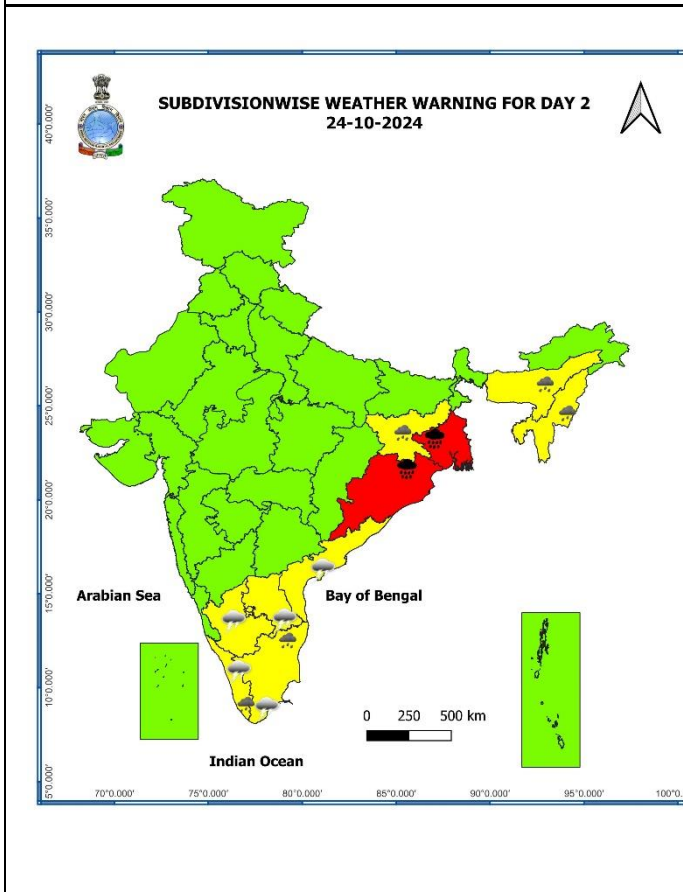 SUBDIVISIONWISE WEATHER WARNING FOR DAY 2
24-10-2024
40°0.000'
35°0.000'
30°0.000'
25°0.000'
20°0.000'
15°0.000'
10°0.000'
5°0.000'
Arabian Sea
Bay of Bengal
0 250 500 km
Indian Ocean
70°0.000' 75°0.000' 80°0.000' 85°0.000' 90°0.000' 95°0.000' 100°0.